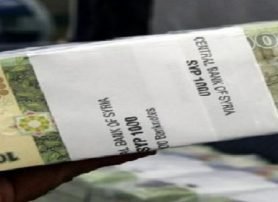 CENTRAL BANK OF SYRIA
SYP 1000
BANK OF SYRIA
00 Banknotes
SYP 1000